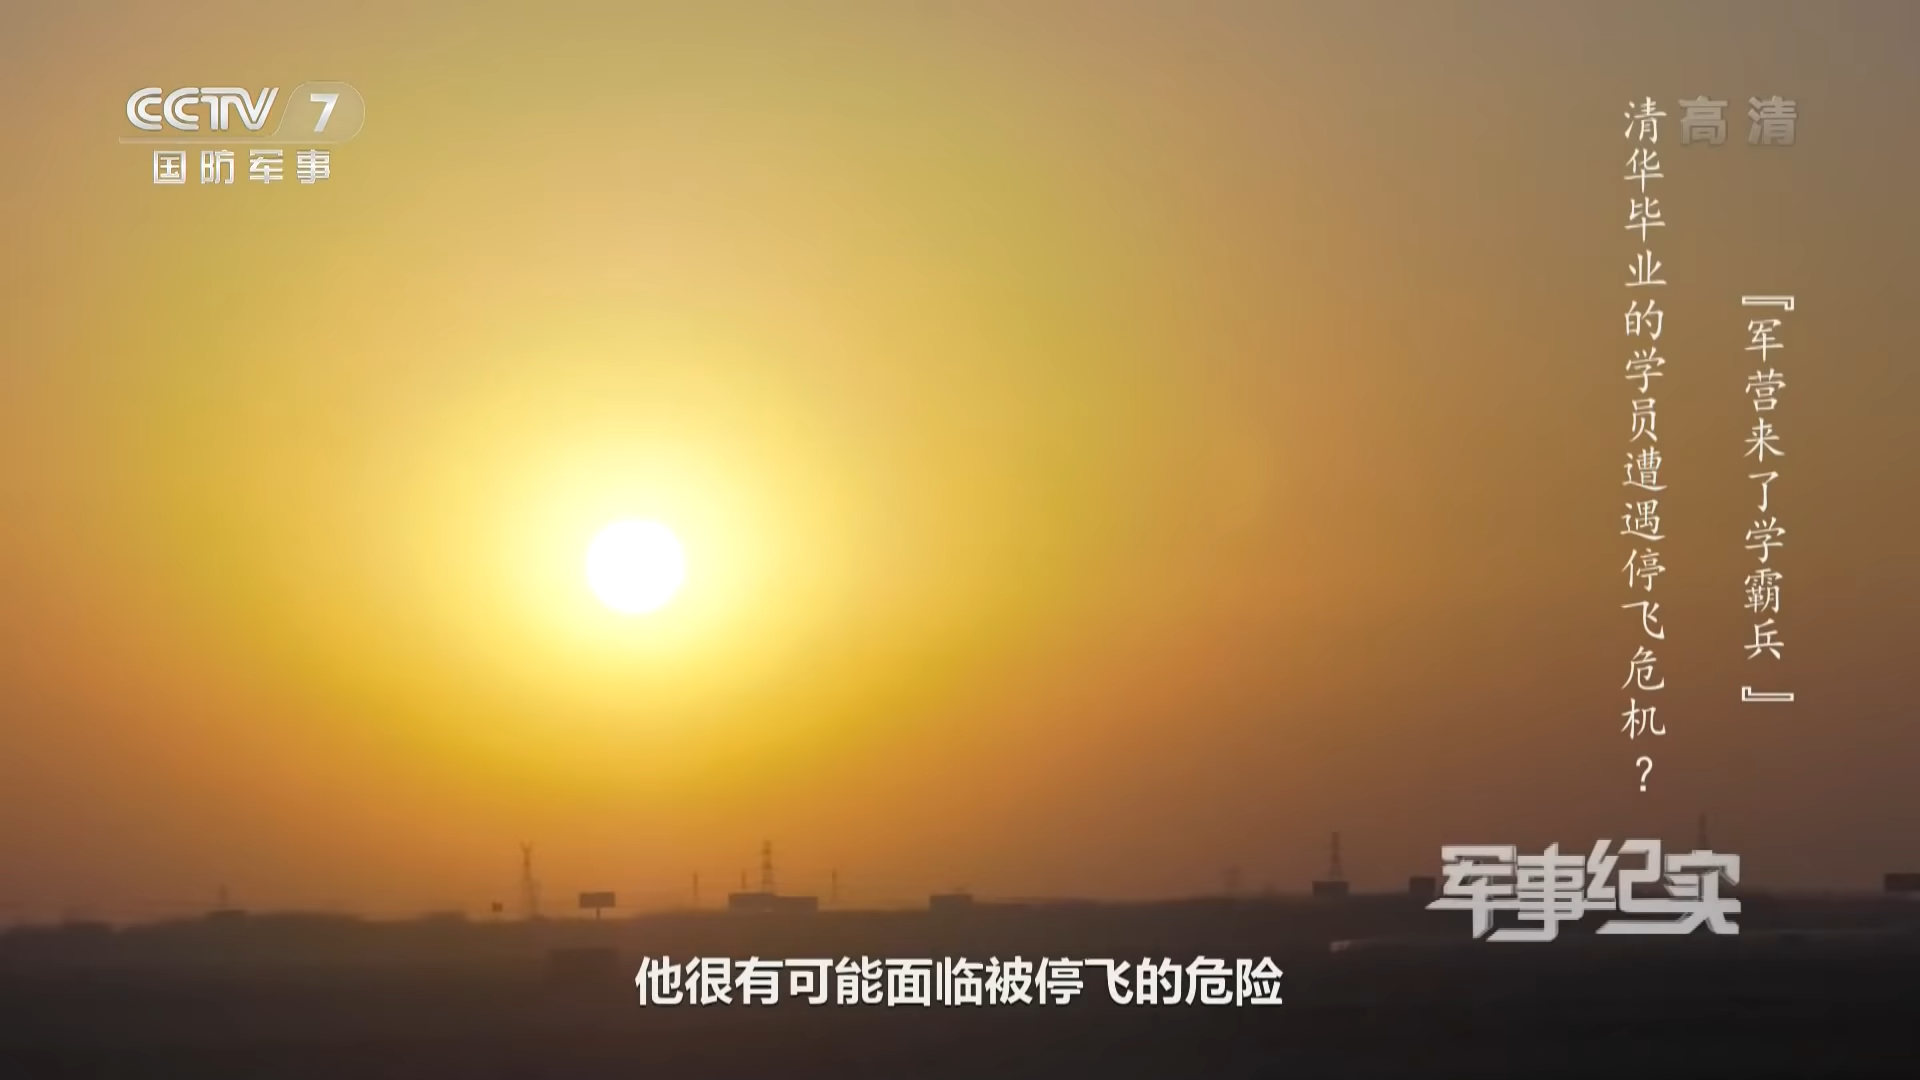 CCTV 7
国防军事
高清
『军营来了学霸兵』
清华毕业的学员遭遇停飞危机？
军事纪实
他很有可能面临被停飞的危险